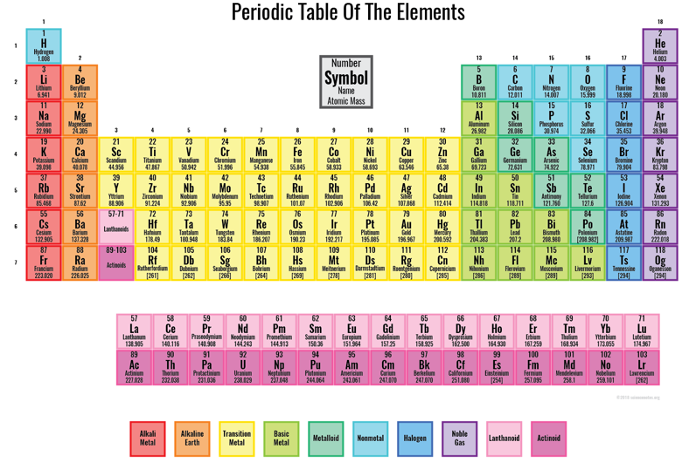 Periodic Table Of The Elements
1 18
1 2
H He
Hydrogen Helium
1.008 4.003
2 13 14 15 16 17
Number
Symbol
Name
Atomic Mass
3 4 5 6 7 8 9 10
Li Be B C N O F Ne
Lithium Beryllium Boron Carbon Nitrogen Oxygen Fluorine Neon
6.941 9.012 10.811 12.011 14.007 15.999 18.998 20.180
11 12 13 14 15 16 17 18
Na Mg Al Si P S Cl Ar
Sodium Magnesium Aluminum Silicon Phosphorus Sulfur Chlorine Argon
22.990 24.305 26.982 28.086 30.974 32.066 35.453 39.948
3 4 5 6 7 8 9 10 11 12
19 20 21 22 23 24 25 26 27 28 29 30 31 32 33 34 35 36
K Ca Sc Ti V Cr Mn Fe Co Ni Cu Zn Ga Ge As Se Br Kr
Potassium Calcium Scandium Titanium Vanadium Chromium Manganese Iron Cobalt Nickel Copper Zinc Gallium Germanium Arsenic Selenium Bromine Krypton
39.098 40.078 44.956 47.867 50.942 51.996 54.938 55.845 58.933 58.693 63.546 65.38 69.723 72.631 74.922 78.971 79.904
37 38 39 40 41 42 43 44 45 46 47 48 49 50 51 52 53 54
Rb Sr Y Zr Nb Mo Tc Ru Rh Pd Ag Cd In Sn Sb Te I Xe
Rubidium Strontium Yttrium Zirconium Niobium Molybdenum Technetium Ruthenium Rhodium Palladium Silver Cadmium Indium Tin Antimony Tellurium Iodine Xenon
87.62 88.906 91.224 92.906 95.95 98.907 101.07 102.906 106.42 107.868 112.414 114.818 121.760 127.6 126.904
55 56 57-71 72 73 74 75 76 77 78 79 80 81 82 83 84 85 86
Cs Ba Hf Ta W Re Os Ir Pt Au Hg Tl Pb Bi Po At Rn
Cesium Barium Lanthanoids Hafnium Tantalum Tungsten Rhenium Osmium Iridium Platinum Gold Mercury Thallium Lead Bismuth Polonium Astatine Radon
132.905 137.328 178.49 180.948 183.84 186.207 190.23 192.217 195.085 196.967 200.592 204.383 207.2 208.980 [208.982] 209.987 222.018
87 88 89-103 104 105 106 107 108 109 110 111 112 113 114 115 116 117 118
Fr Ra Rf Db Sg Bh Hs Mt Ds Rg Cn Nh Fl Mc Lv Ts Og
Francium Radium Actinoids Rutherfordium Dubnium Seaborgium Bohrium Hassium Meitnerium Darmstadtium Roentgenium Copernicium Nihonium Flerovium Moscovium Livermorium Tennessine Oganesson
226.025 [261] [262] [266] [264] [269] [278] [281] [280] [285] [286] [289] [289] [293] [294] [294]
57 58 59 60 61 62 63 64 65 66 67 68 69 70 71
La Ce Pr Nd Pm Sm Eu Gd Tb Dy Ho Er Tm Yb Lu
Lanthanum Cerium Praseodymium Neodymium Promethium Samarium Europium Gadolinium Terbium Dysprosium Holmium Erbium Thulium Ytterbium Lutetium
138.905 140.116 140.908 144.243 144.913 150.36 151.964 157.25 158.925 162.500 164.930 167.259 168.934 173.055 174.967
89 90 91 92 93 94 95 96 97 98 99 100 101 102 103
Ac Th Pa U Np Pu Am Cm Bk Cf Es Fm Md No Lr
Actinium Thorium Protactinium Uranium Neptunium Plutonium Americium Curium Berkelium Californium Einsteinium Fermium Mendelevium Nobelium Lawrencium
227.028 232.038 231.036 238.029 237.048 244.064 243.061 247.070 247.070 251.080 [254] 257.095 258.1 259.101 [262]
Alkali Metal
Alkaline Earth
Transition Metal
Basic Metal
Metalloid
Nonmetal
Halogen
Noble Gas
Lanthanoid
Actinoid